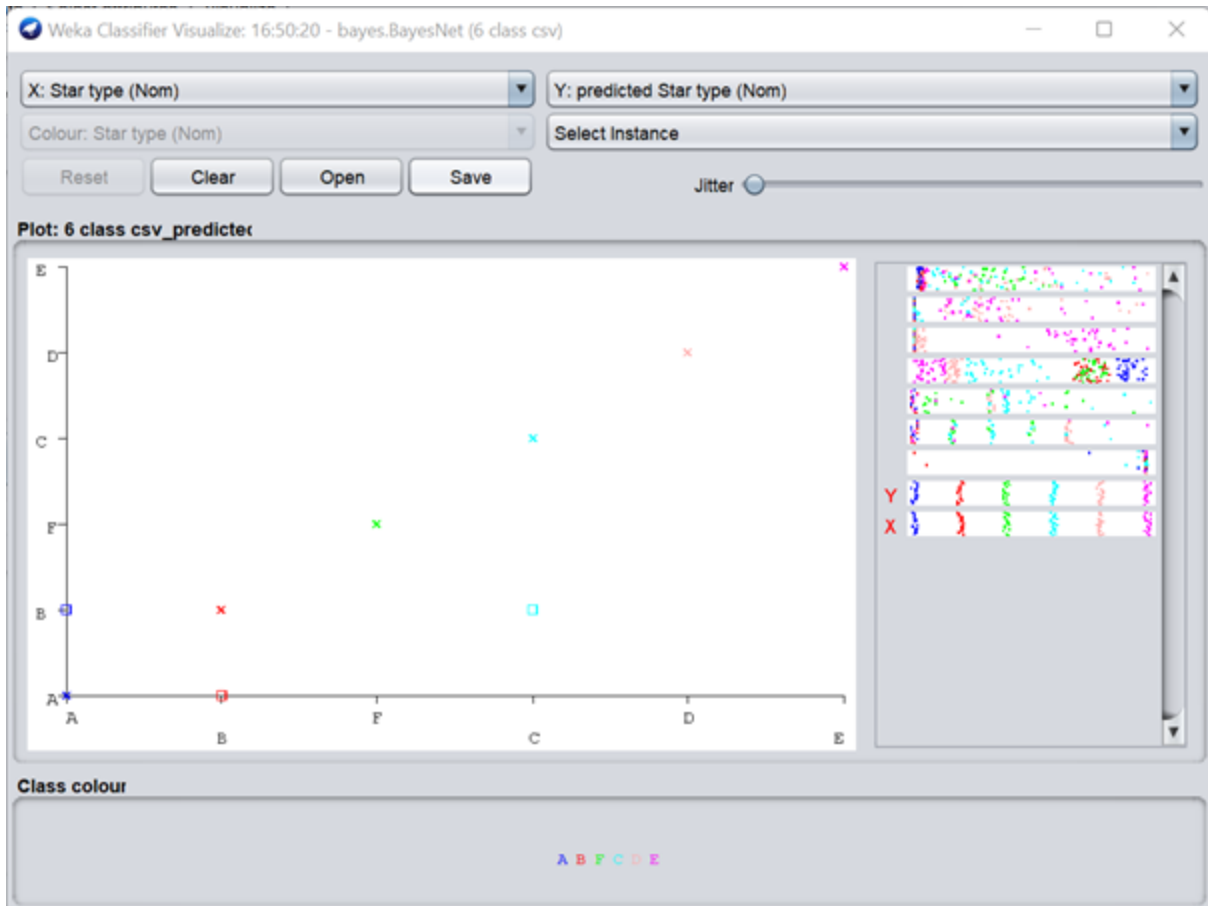 Weka Classifier Visualize: 16:50:20 - bayes.BayesNet (6 class csv)
X: Star type (Nom) Y: predicted Star type (Nom)
Colour: Star type (Nom) Select Instance
Reset Clear Open Save Jitter
Plot: 6 class csv_predicted
E
D
C
F
B
A
A B F C D E
Y
X
Class colour
A B F C D E